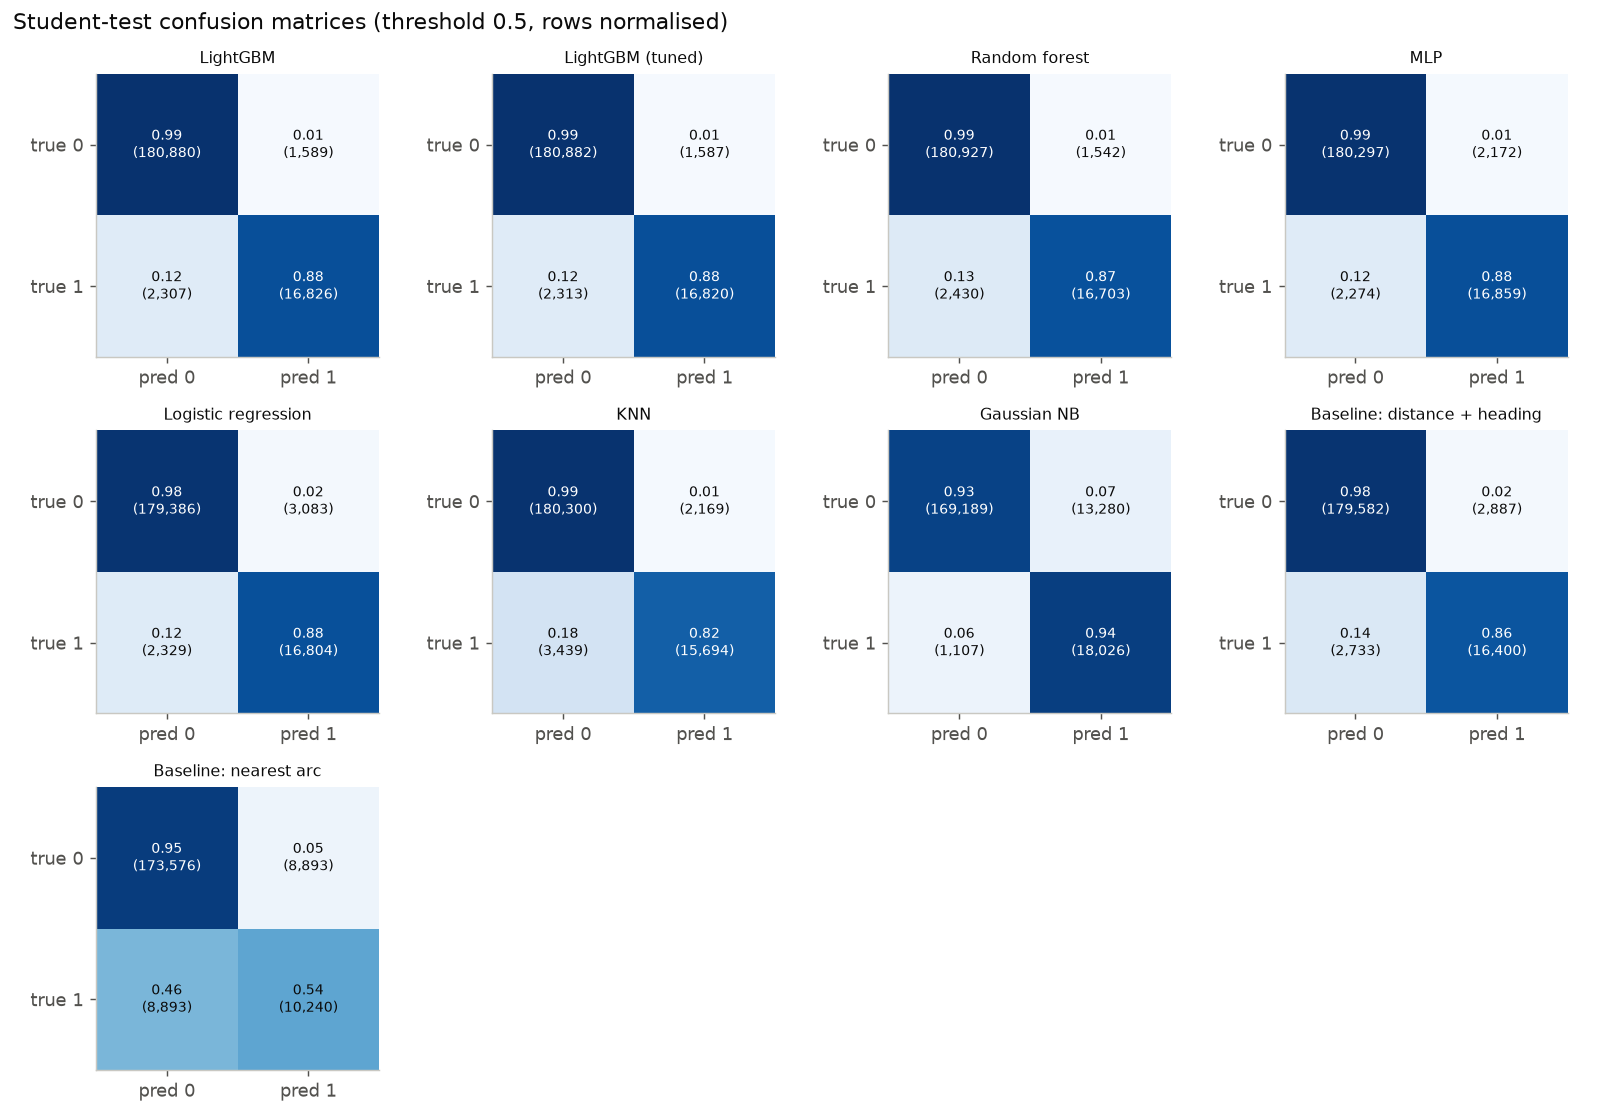 Student-test confusion matrices (threshold 0.5, rows normalised)
LightGBM
LightGBM (tuned)
Random forest
MLP
true 0
0.99
(180,880)
0.01
(1,589)
true 1
0.12
(2,307)
0.88
(16,826)
pred 0
pred 1
true 0
0.99
(180,882)
0.01
(1,587)
true 1
0.12
(2,313)
0.88
(16,820)
pred 0
pred 1
true 0
0.99
(180,927)
0.01
(1,542)
true 1
0.13
(2,430)
0.87
(16,703)
pred 0
pred 1
true 0
0.99
(180,297)
0.01
(2,172)
true 1
0.12
(2,274)
0.88
(16,859)
pred 0
pred 1
Logistic regression
KNN
Gaussian NB
Baseline: distance + heading
true 0
0.98
(179,386)
0.02
(3,083)
true 1
0.12
(2,329)
0.88
(16,804)
pred 0
pred 1
true 0
0.99
(180,300)
0.01
(2,169)
true 1
0.18
(3,439)
0.82
(15,694)
pred 0
pred 1
true 0
0.93
(169,189)
0.07
(13,280)
true 1
0.06
(1,107)
0.94
(18,026)
pred 0
pred 1
true 0
0.98
(179,582)
0.02
(2,887)
true 1
0.14
(2,733)
0.86
(16,400)
pred 0
pred 1
Baseline: nearest arc
true 0
0.95
(173,576)
0.05
(8,893)
true 1
0.46
(8,893)
0.54
(10,240)
pred 0
pred 1